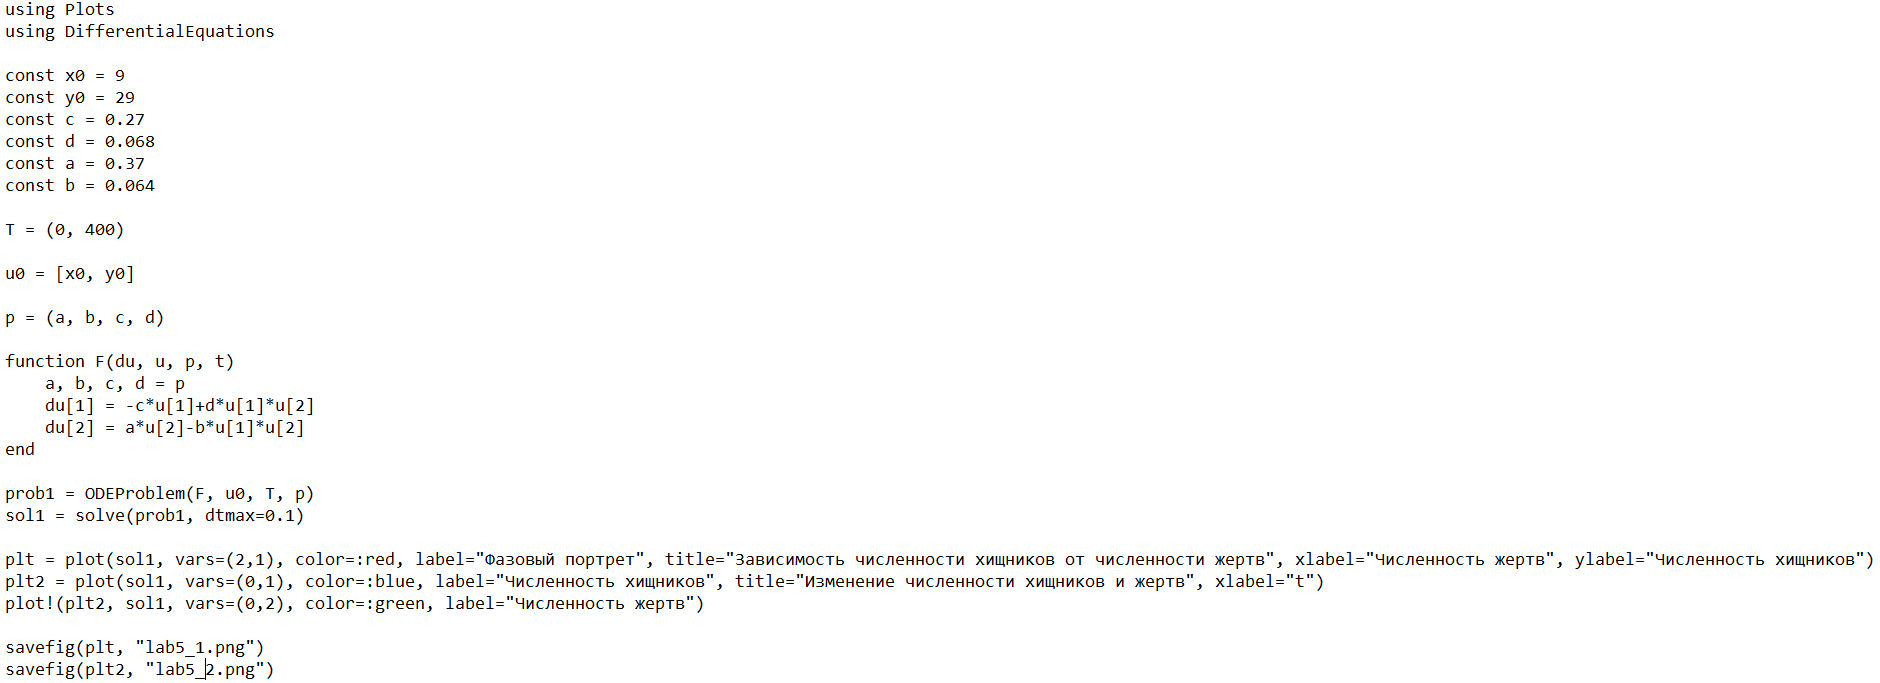 using Plots
using DifferentialEquations
const x0 = 9
const y0 = 29
const c = 0.27
const d = 0.068
const a = 0.37
const b = 0.064
T = (0, 400)
u0 = [x0, y0]
p = (a, b, c, d)
function F(du, u, p, t)
    a, b, c, d = p
    du[1] = -c*u[1]+d*u[1]*u[2]
    du[2] = a*u[2]-b*u[1]*u[2]
end
prob1 = ODEProblem(F, u0, T, p)
sol1 = solve(prob1, dtmax=0.1)
plt = plot(sol1, vars=(2,1), color=:red, label="Фазовый портрет", title="Зависимость численности хищников от численности жертв", xlabel="Численность жертв", ylabel="Численность хищников")
plt2 = plot(sol1, vars=(0,1), color=:blue, label="Численность хищников", title="Изменение численности хищников и жертв", xlabel="t")
plot!(plt2, sol1, vars=(0,2), color=:green, label="Численность жертв")
savefig(plt, "lab5_1.png")
savefig(plt2, "lab5_2.png")